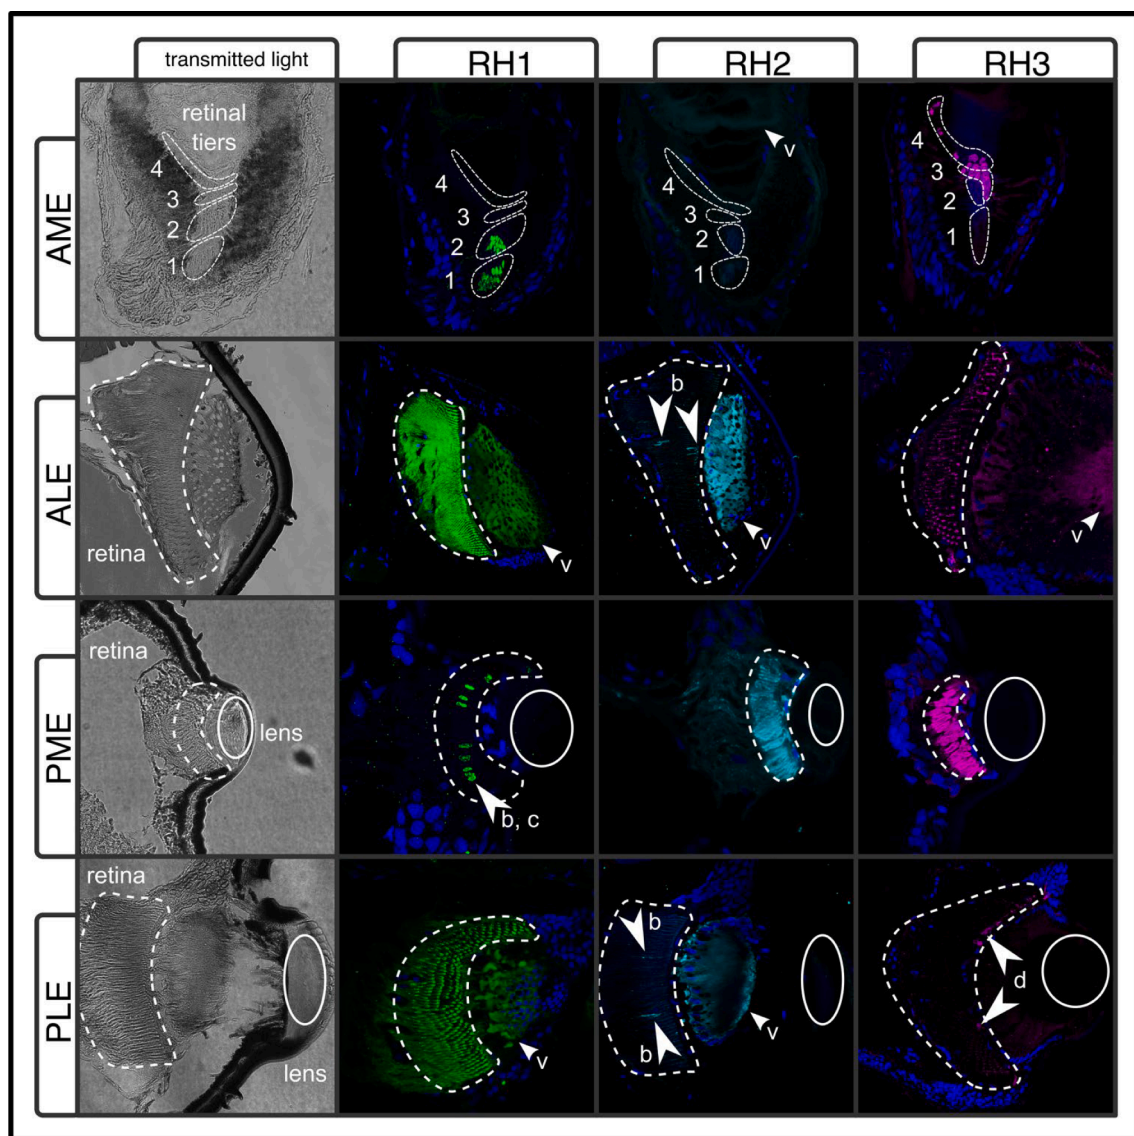 transmitted light
RH1
RH2
RH3
AME
retinal
tiers
4
3
2
1
4
3
2
1
v
4
3
2
1
4
3
2
1
ALE
retina
v
b
v
v
PME
retina
lens
b, c
PLE
retina
lens
v
b
b
v
d